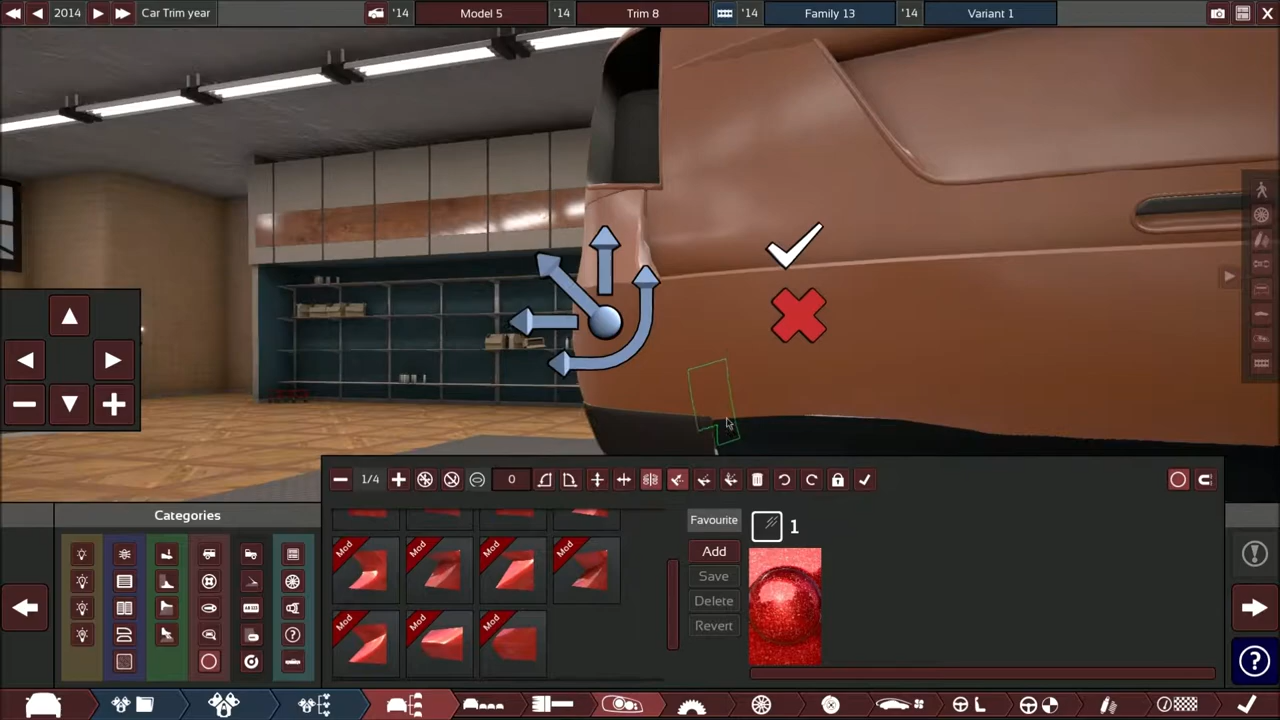 2014 Car Trim year '14 Model 5 '14 Trim 8 '14 Family 13 '14 Variant 1
1/4 0
Categories
Favourite 1
Mod Mod Mod Mod
Add
Save
Delete
Mod Mod Mod
Revert
?